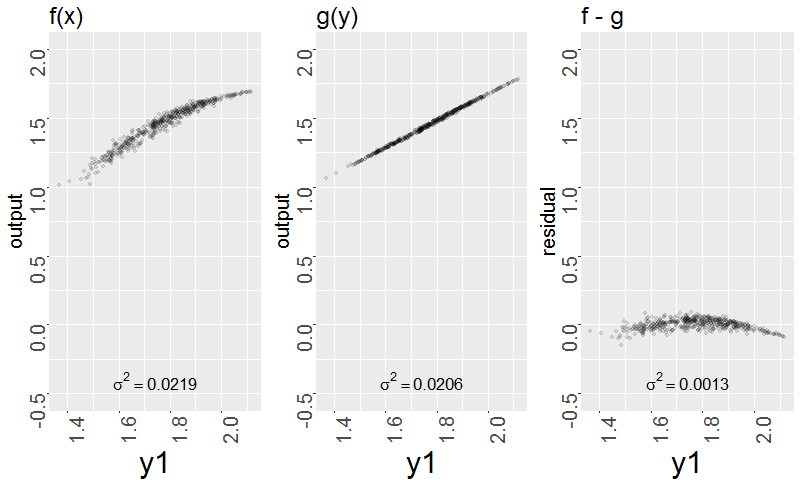 f(x)
output
2.0
1.5
1.0
0.5
0.0
-0.5
σ² = 0.0219
1.4
1.6
1.8
2.0
y1
g(y)
output
2.0
1.5
1.0
0.5
0.0
-0.5
σ² = 0.0206
1.4
1.6
1.8
2.0
y1
f - g
residual
2.0
1.5
1.0
0.5
0.0
-0.5
σ² = 0.0013
1.4
1.6
1.8
2.0
y1